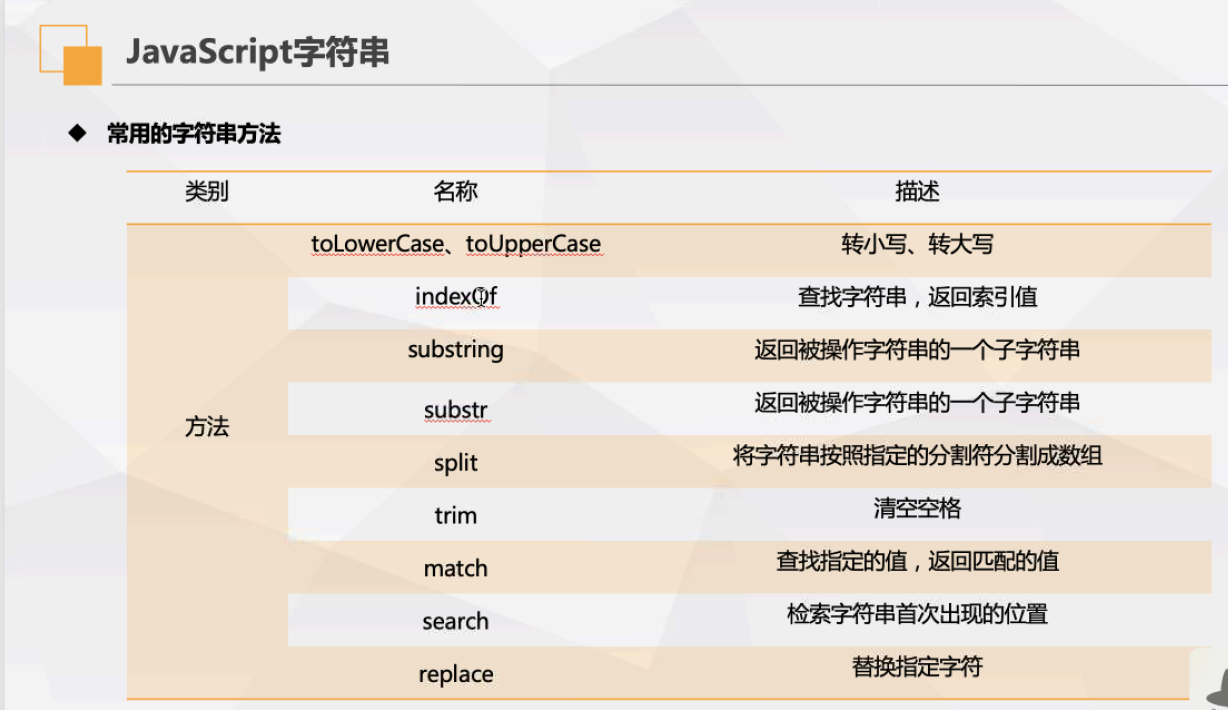 JavaScript字符串
常用的字符串方法
类别 名称 描述
toLowerCase、toUpperCase 转小写、转大写
indexOf 查找字符串，返回索引值
substring 返回被操作字符串的一个子字符串
substr 返回被操作字符串的一个子字符串
方法
split 将字符串按照指定的分割符分割成数组
trim 清空空格
match 查找指定的值，返回匹配的值
search 检索字符串首次出现的位置
replace 替换指定字符